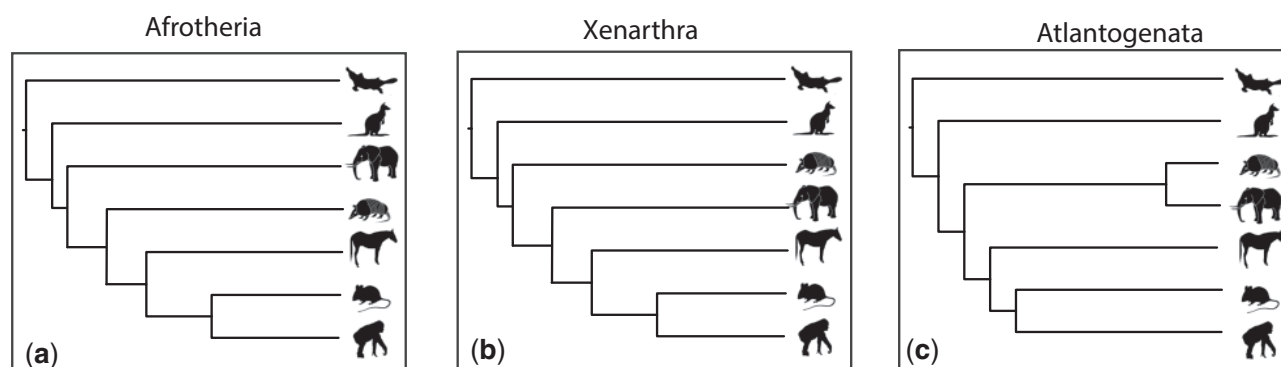 Afrotheria
Xenarthra
Atlantogenata
(a)
(b)
(c)